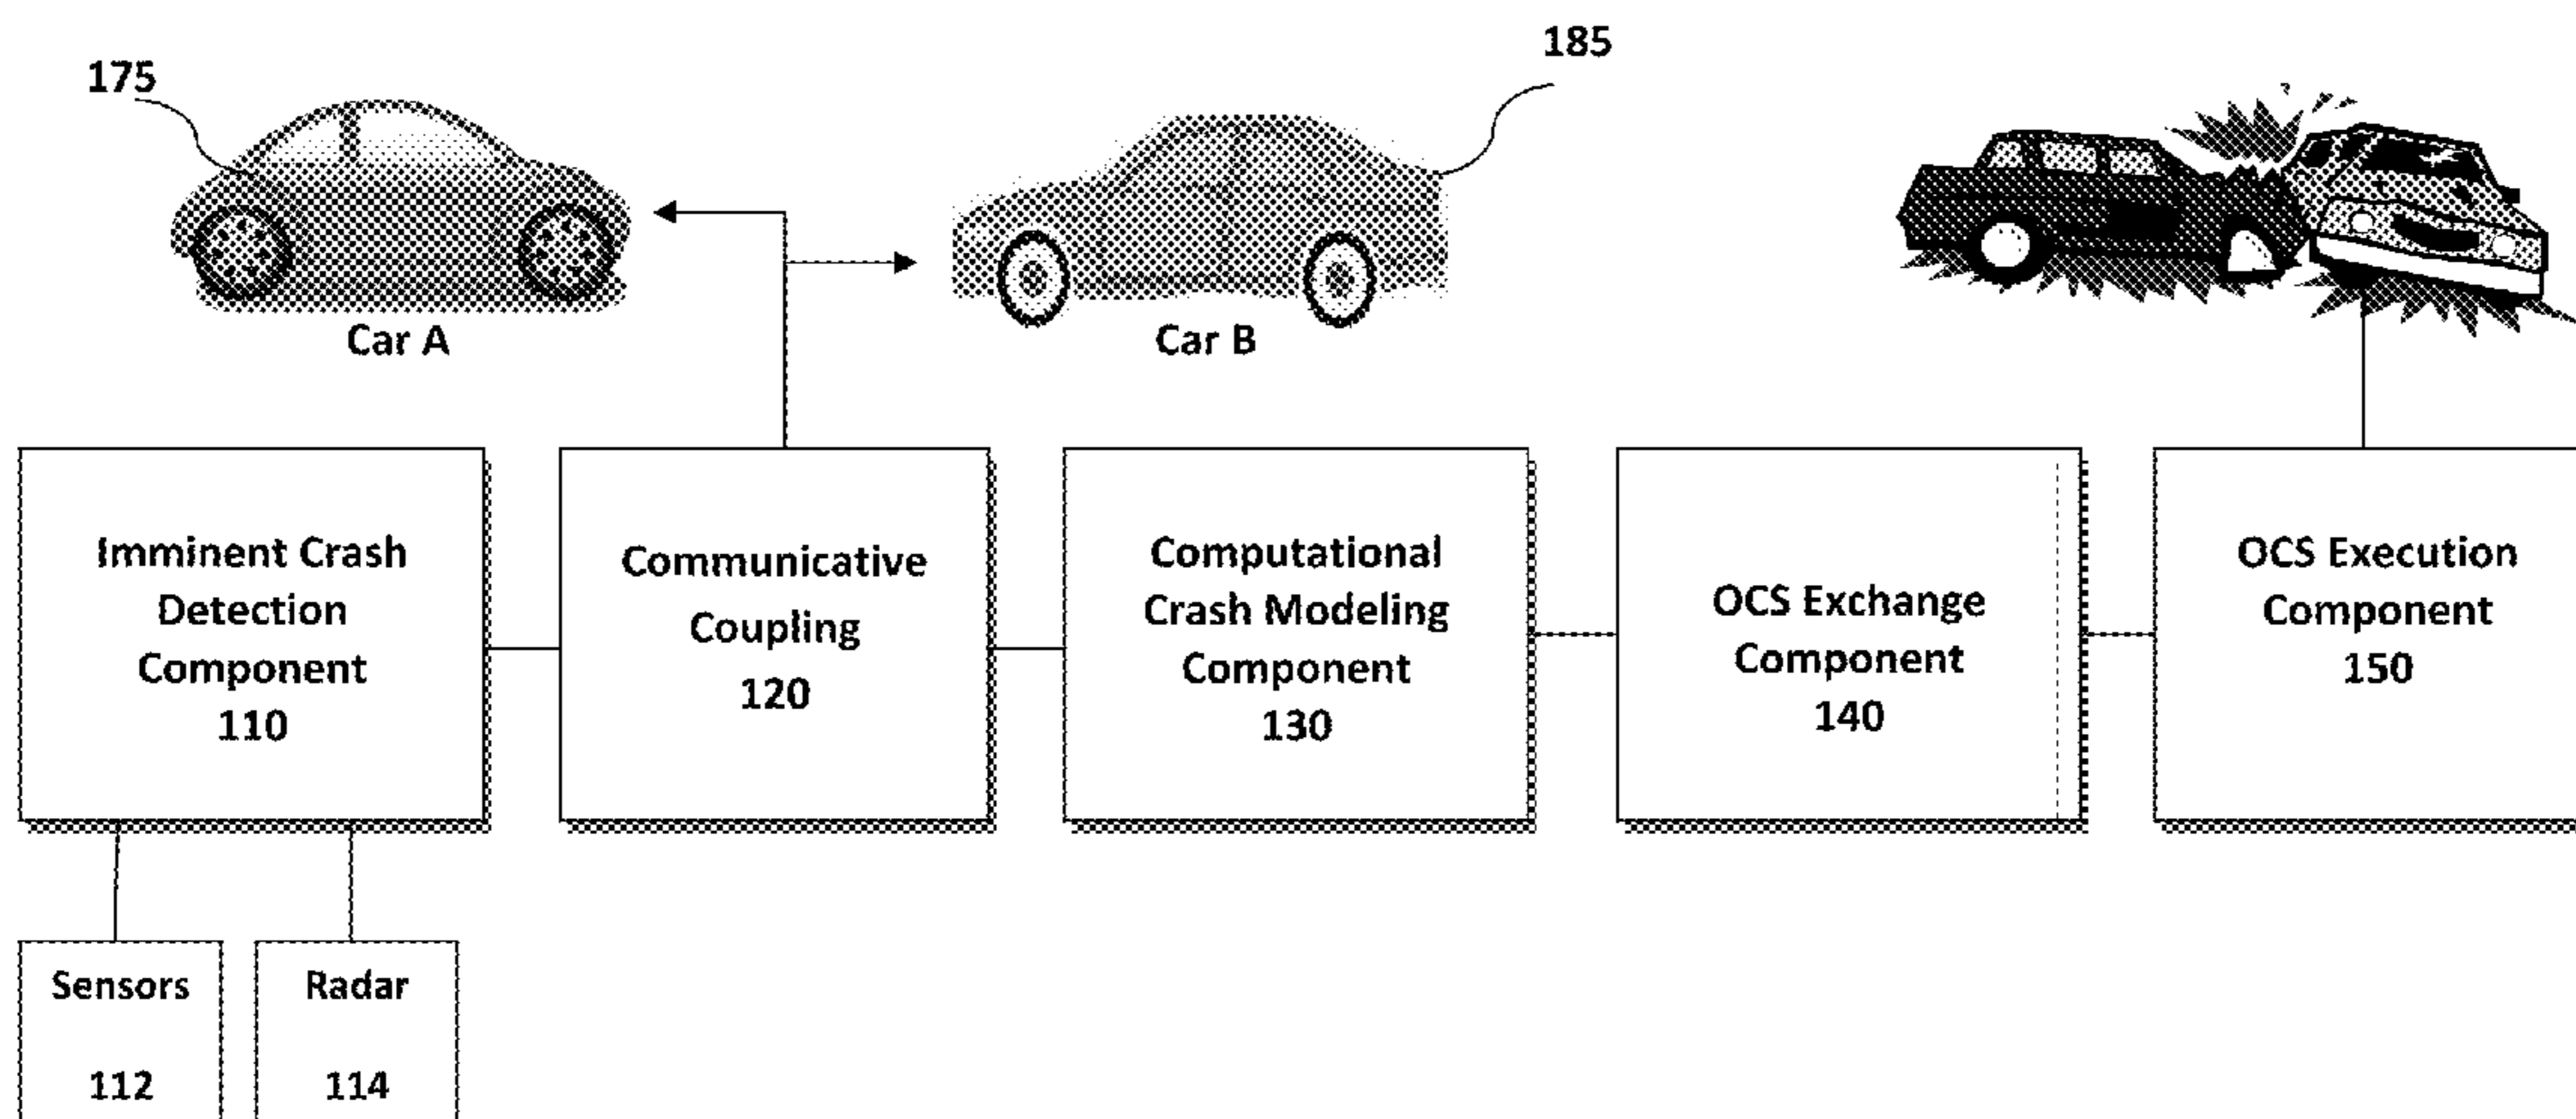 175
185
Car A
Car B
Imminent Crash
Detection
Component
110
Communicative
Coupling
120
Computational
Crash Modeling
Component
130
OCS Exchange
Component
140
OCS Execution
Component
150
Sensors
112
Radar
114